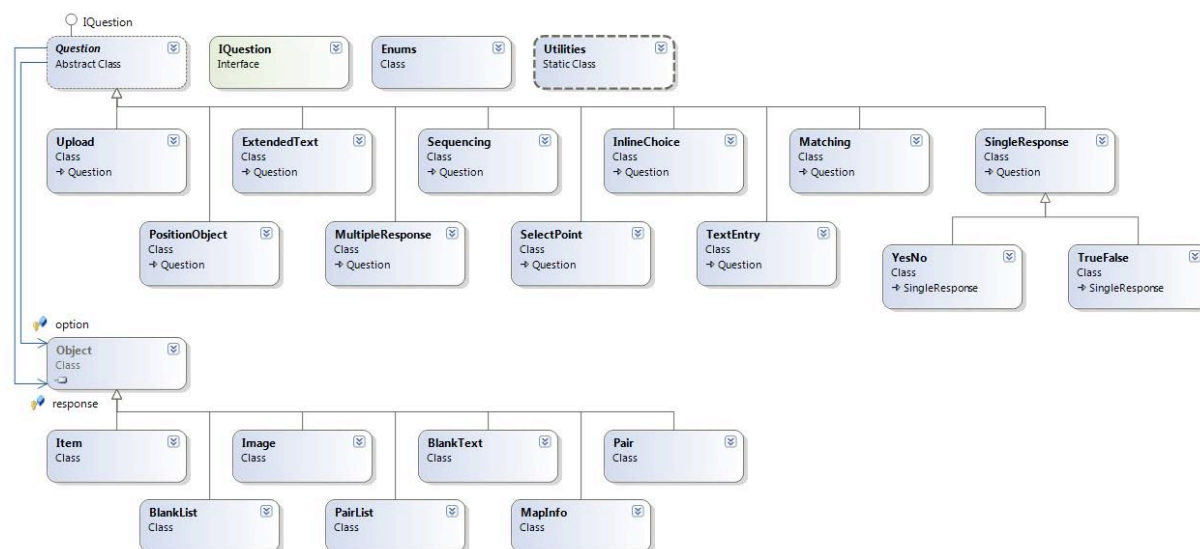 IQuestion
Question
Abstract Class
IQuestion
Interface
Enums
Class
Utilities
Static Class
Upload
Class
Question
ExtendedText
Class
Question
Sequencing
Class
Question
InlineChoice
Class
Question
Matching
Class
Question
SingleResponse
Class
Question
PositionObject
Class
Question
MultipleResponse
Class
Question
SelectPoint
Class
Question
TextEntry
Class
Question
YesNo
Class
SingleResponse
TrueFalse
Class
SingleResponse
option
Object
Class
response
Item
Class
Image
Class
BlankText
Class
Pair
Class
BlankList
Class
PairList
Class
MapInfo
Class